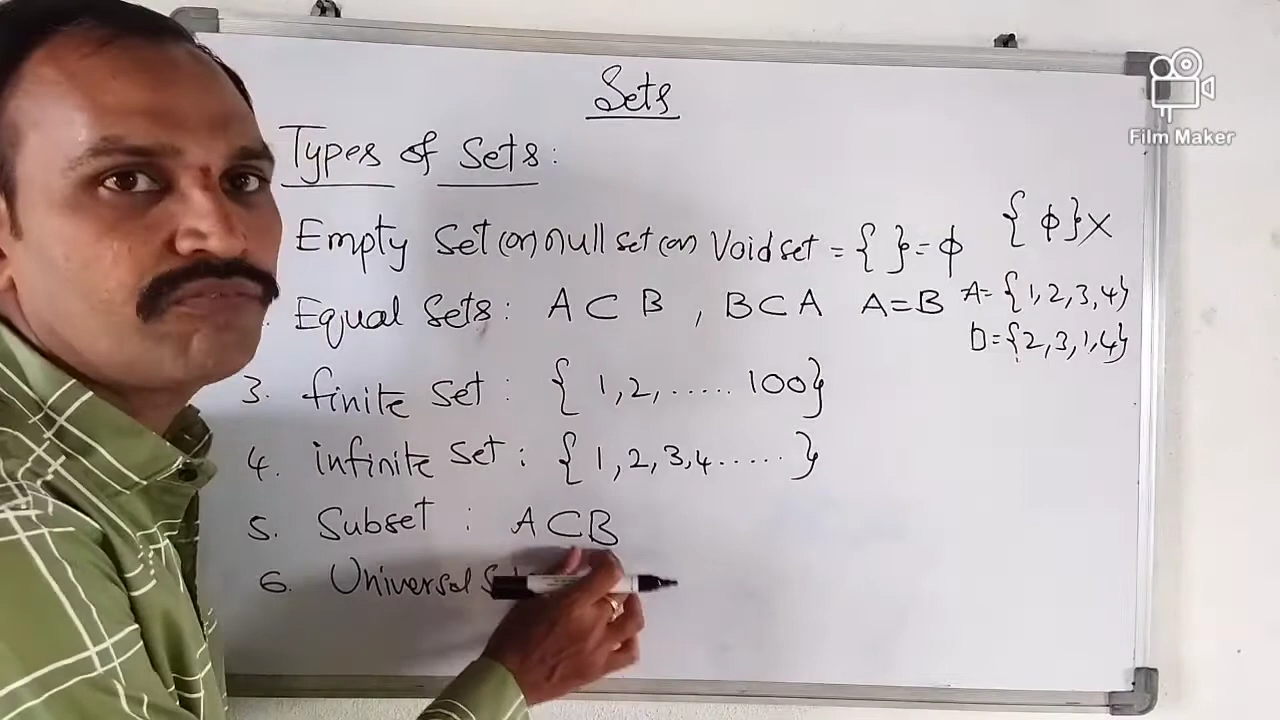 Sets
Types of Sets:
Empty Set (or) null set (or) Void set = { } = ϕ {ϕ}X
Equal Sets: A ⊂ B , B ⊂ A A=B A={1,2,3,4}
B={2,3,1,4}
3. finite set : {1,2,.....100}
4. infinite set : {1,2,3,4.....}
5. Subset : A⊂B
6. Universal
Film Maker